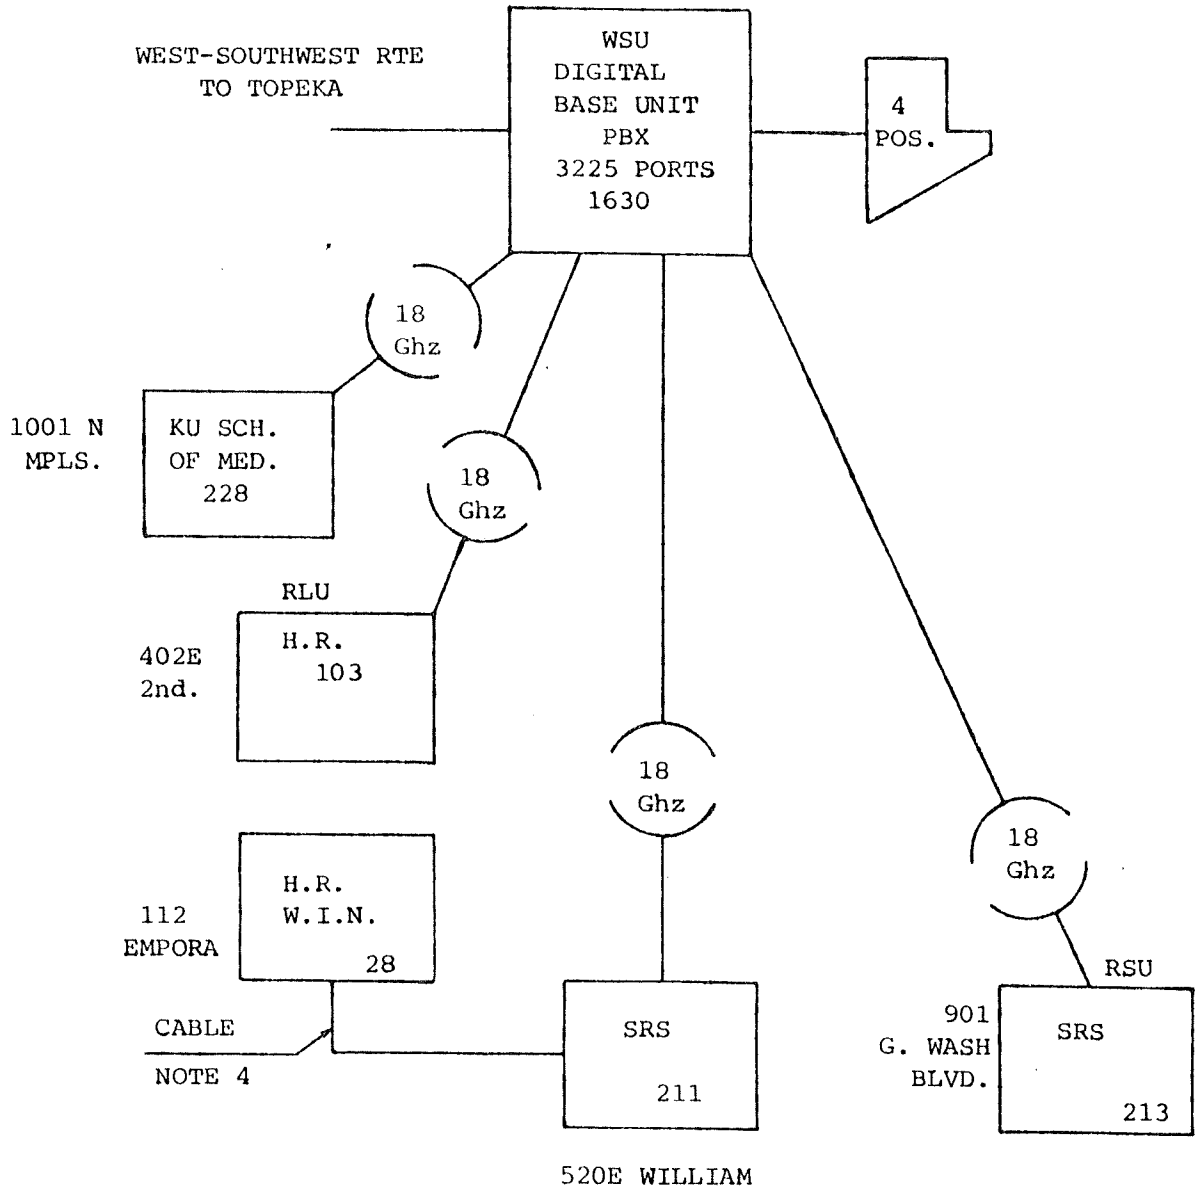 WEST-SOUTHWEST RTE
TO TOPEKA
WSU
DIGITAL
BASE UNIT
PBX
3225 PORTS
1630
4
POS.
18
Ghz
1001 N
MPLS.
KU SCH.
OF MED.
228
18
Ghz
RLU
402E
2nd.
H.R.
103
18
Ghz
18
Ghz
112
EMPORA
H.R.
W.I.N.
28
CABLE
NOTE 4
SRS
211
520E WILLIAM
RSU
901
G. WASH
BLVD.
SRS
213